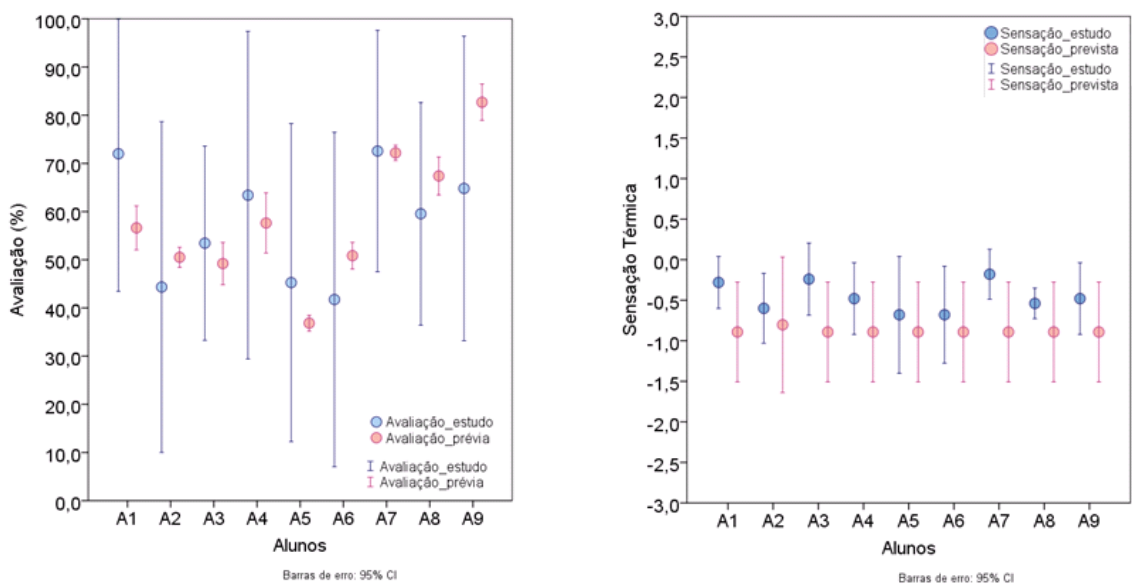 Avaliação (%)
100,0
90,0
80,0
70,0
60,0
50,0
40,0
30,0
20,0
10,0
0,0
Avaliação_estudo
Avaliação_prévia
Avaliação_estudo
Avaliação_prévia
A1 A2 A3 A4 A5 A6 A7 A8 A9
Alunos
Barras de erro: 95% CI
Sensação Térmica
3,0
2,5
2,0
1,5
1,0
0,5
0,0
-0,5
-1,0
-1,5
-2,0
-2,5
-3,0
Sensação_estudo
Sensação_prevista
Sensação_estudo
Sensação_prevista
A1 A2 A3 A4 A5 A6 A7 A8 A9
Alunos
Barras de erro: 95% CI